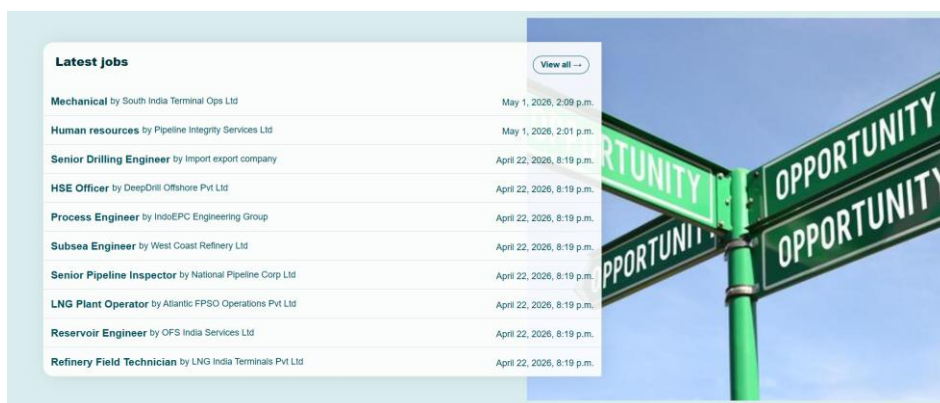 Latest jobs
View all →
Mechanical by South India Terminal Ops Ltd May 1, 2026, 2:09 p.m.
Human resources by Pipeline Integrity Services Ltd May 1, 2026, 2:01 p.m.
Senior Drilling Engineer by Import export company April 22, 2026, 8:19 p.m.
HSE Officer by DeepDrill Offshore Pvt Ltd April 22, 2026, 8:19 p.m.
Process Engineer by IndoEPC Engineering Group April 22, 2026, 8:19 p.m.
Subsea Engineer by West Coast Refinery Ltd April 22, 2026, 8:19 p.m.
Senior Pipeline Inspector by National Pipeline Corp Ltd April 22, 2026, 8:19 p.m.
LNG Plant Operator by Atlantic FPSO Operations Pvt Ltd April 22, 2026, 8:19 p.m.
Reservoir Engineer by OFS India Services Ltd April 22, 2026, 8:19 p.m.
Refinery Field Technician by LNG India Terminals Pvt Ltd April 22, 2026, 8:19 p.m.
OPPORTUNITY
OPPORTUNITY
OPPORTUNITY
OPPORTUNITY